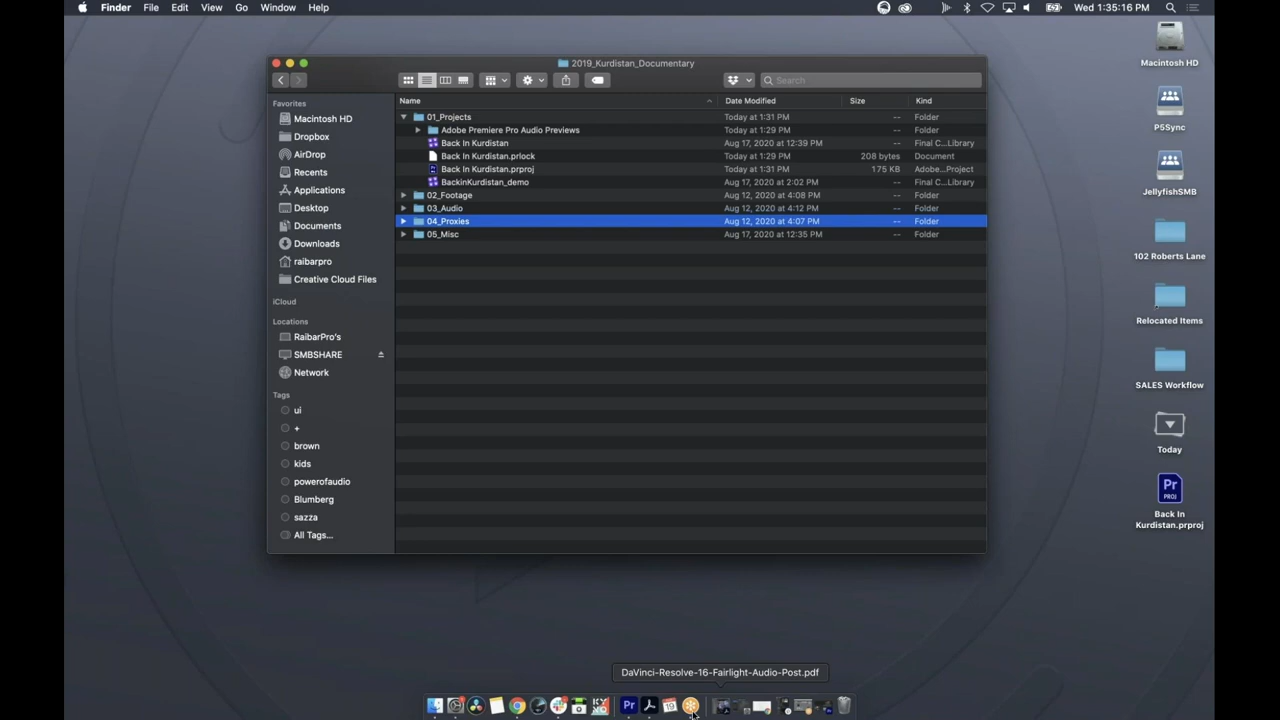 Finder File Edit View Go Window Help Wed 1:35:16 PM
2019_Kurdistan_Documentary
Search
Favorites
Macintosh HD
Dropbox
AirDrop
Recents
Applications
Desktop
Documents
Downloads
raibarpro
Creative Cloud Files
iCloud
Locations
RaibarPro's
SMBSHARE
Network
Tags
ui
+
brown
kids
powerofaudio
Blumberg
sazza
All Tags...
Name Date Modified Size Kind
01_Projects Today at 1:31 PM -- Folder
Adobe Premiere Pro Audio Previews Today at 1:29 PM -- Folder
Back In Kurdistan Aug 17, 2020 at 12:39 PM -- Final C...Library
Back In Kurdistan.prlock Today at 1:29 PM 208 bytes Document
Back In Kurdistan.prproj Today at 1:31 PM 175 KB Adobe...Project
BackinKurdistan_demo Aug 17, 2020 at 2:02 PM -- Final C...Library
02_Footage Aug 12, 2020 at 4:08 PM -- Folder
03_Audio Aug 12, 2020 at 4:12 PM -- Folder
04_Proxies Aug 12, 2020 at 4:07 PM -- Folder
05_Misc Aug 17, 2020 at 12:35 PM -- Folder
Macintosh HD
P5Sync
JellyfishSMB
102 Roberts Lane
Relocated Items
SALES Workflow
Today
Pr
PROJ
Back In
Kurdistan.prproj
DaVinci-Resolve-16-Fairlight-Audio-Post.pdf
Pr
19